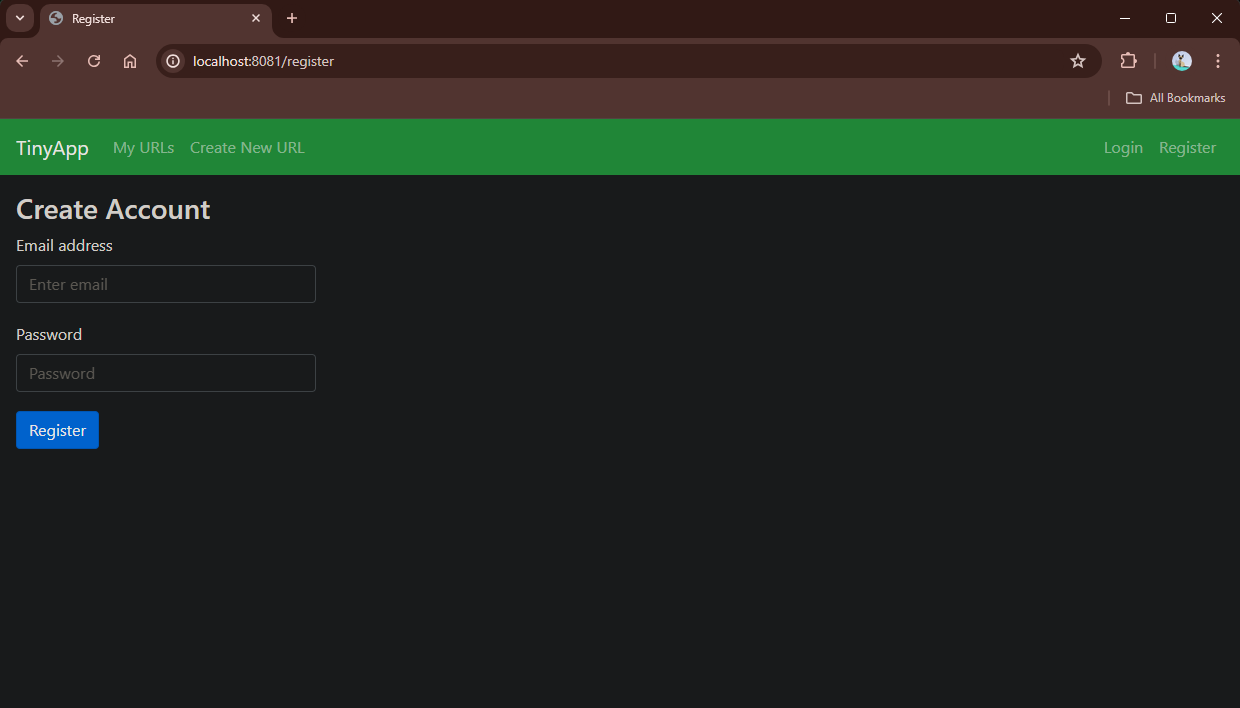 Register
localhost:8081/register
All Bookmarks
TinyApp My URLs Create New URL Login Register
Create Account
Email address
Enter email
Password
Password
Register